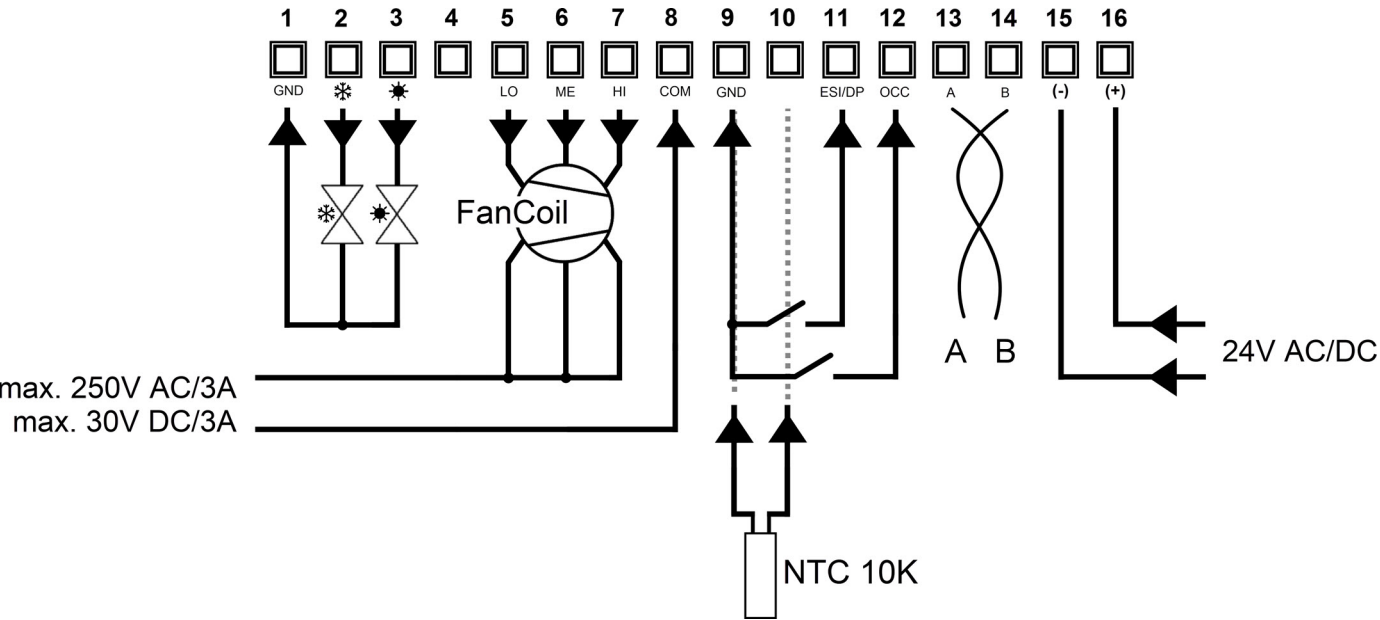 1 2 3 4 5 6 7 8 9 10 11 12 13 14 15 16
GND LO ME HI COM GND ESI/DP OCC A B (-) (+)
FanCoil
A B
24V AC/DC
max. 250V AC/3A
max. 30V DC/3A
NTC 10K